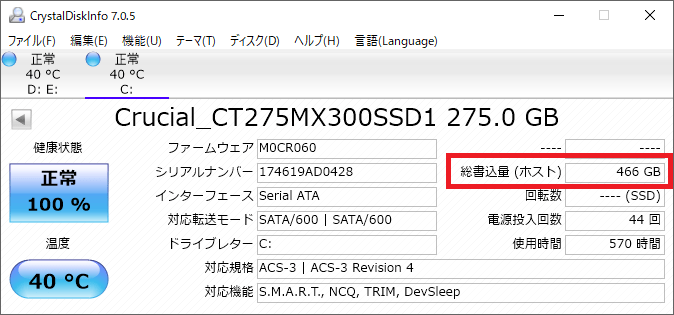 CrystalDiskInfo 7.0.5
ファイル(F) 編集(E) 機能(U) テーマ(T) ディスク(D) ヘルプ(H) 言語(Language)
正常 正常
40 °C 40 °C
D: E: C:
Crucial_CT275MX300SSD1 275.0 GB
健康状態 ファームウェア M0CR060 ---- ----
シリアルナンバー 174619AD0428 総書込量 (ホスト) 466 GB
正常 インターフェース Serial ATA 回転数 ---- (SSD)
100 % 対応転送モード SATA/600 | SATA/600 電源投入回数 44 回
温度 ドライブレター C: 使用時間 570 時間
40 °C 対応規格 ACS-3 | ACS-3 Revision 4
対応機能 S.M.A.R.T., NCQ, TRIM, DevSleep